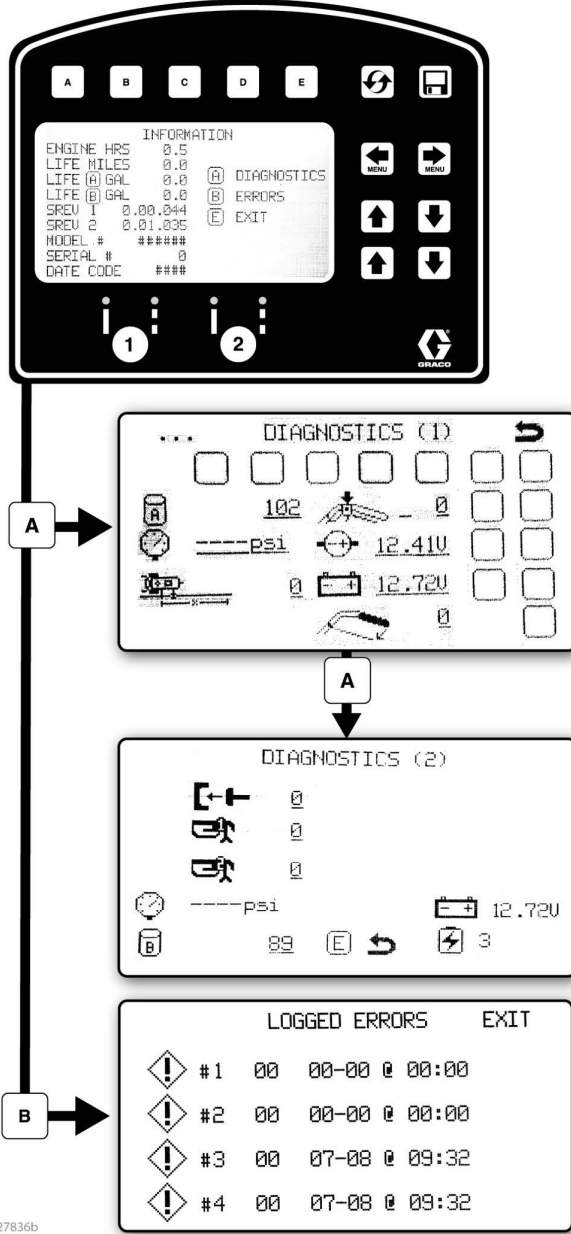 A B C D E
INFORMATION
ENGINE HRS 0.5
LIFE MILES 0.0
LIFE A GAL 0.0
LIFE B GAL 0.0
SREV 1 0.00.044
SREV 2 0.01.035
MODEL # ######
SERIAL # 0
DATE CODE ####
A DIAGNOSTICS
B ERRORS
E EXIT
MENU MENU
1 2
G
GRACO
A
DIAGNOSTICS (1)
A 102 0
----psi 12.41V
x 0 12.72V
0
A
DIAGNOSTICS (2)
0
0
0
----psi 12.72V
B 89 E 3
B
LOGGED ERRORS EXIT
#1 00 00-00 @ 00:00
#2 00 00-00 @ 00:00
#3 00 07-08 @ 09:32
#4 00 07-08 @ 09:32
27836b